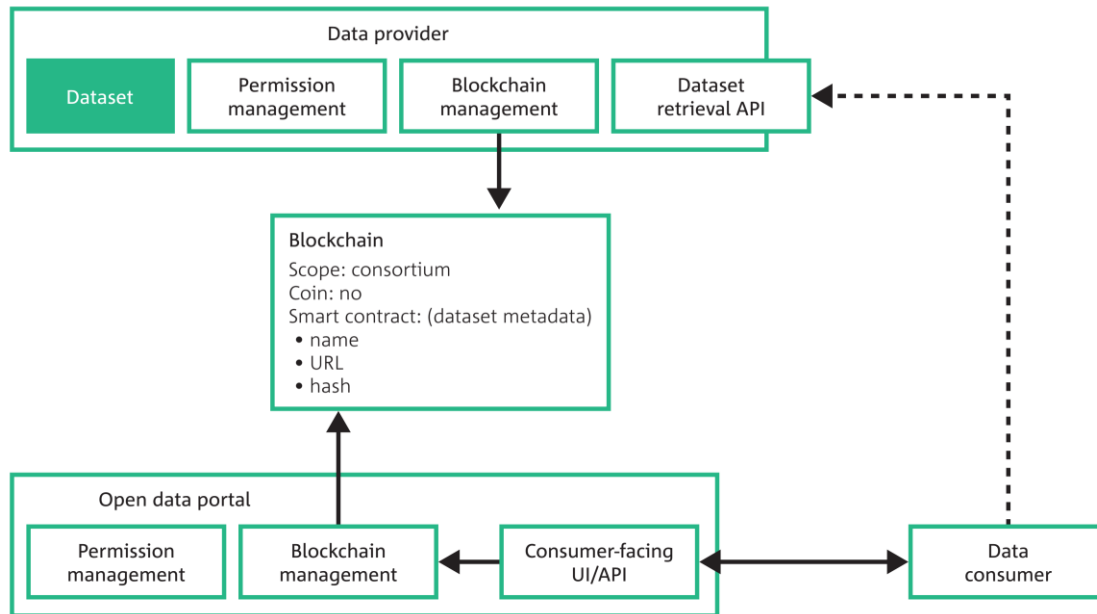 Data provider
Dataset
Permission
management
Blockchain
management
Dataset
retrieval API
Blockchain
Scope: consortium
Coin: no
Smart contract: (dataset metadata)
• name
• URL
• hash
Open data portal
Permission
management
Blockchain
management
Consumer-facing
UI/API
Data
consumer